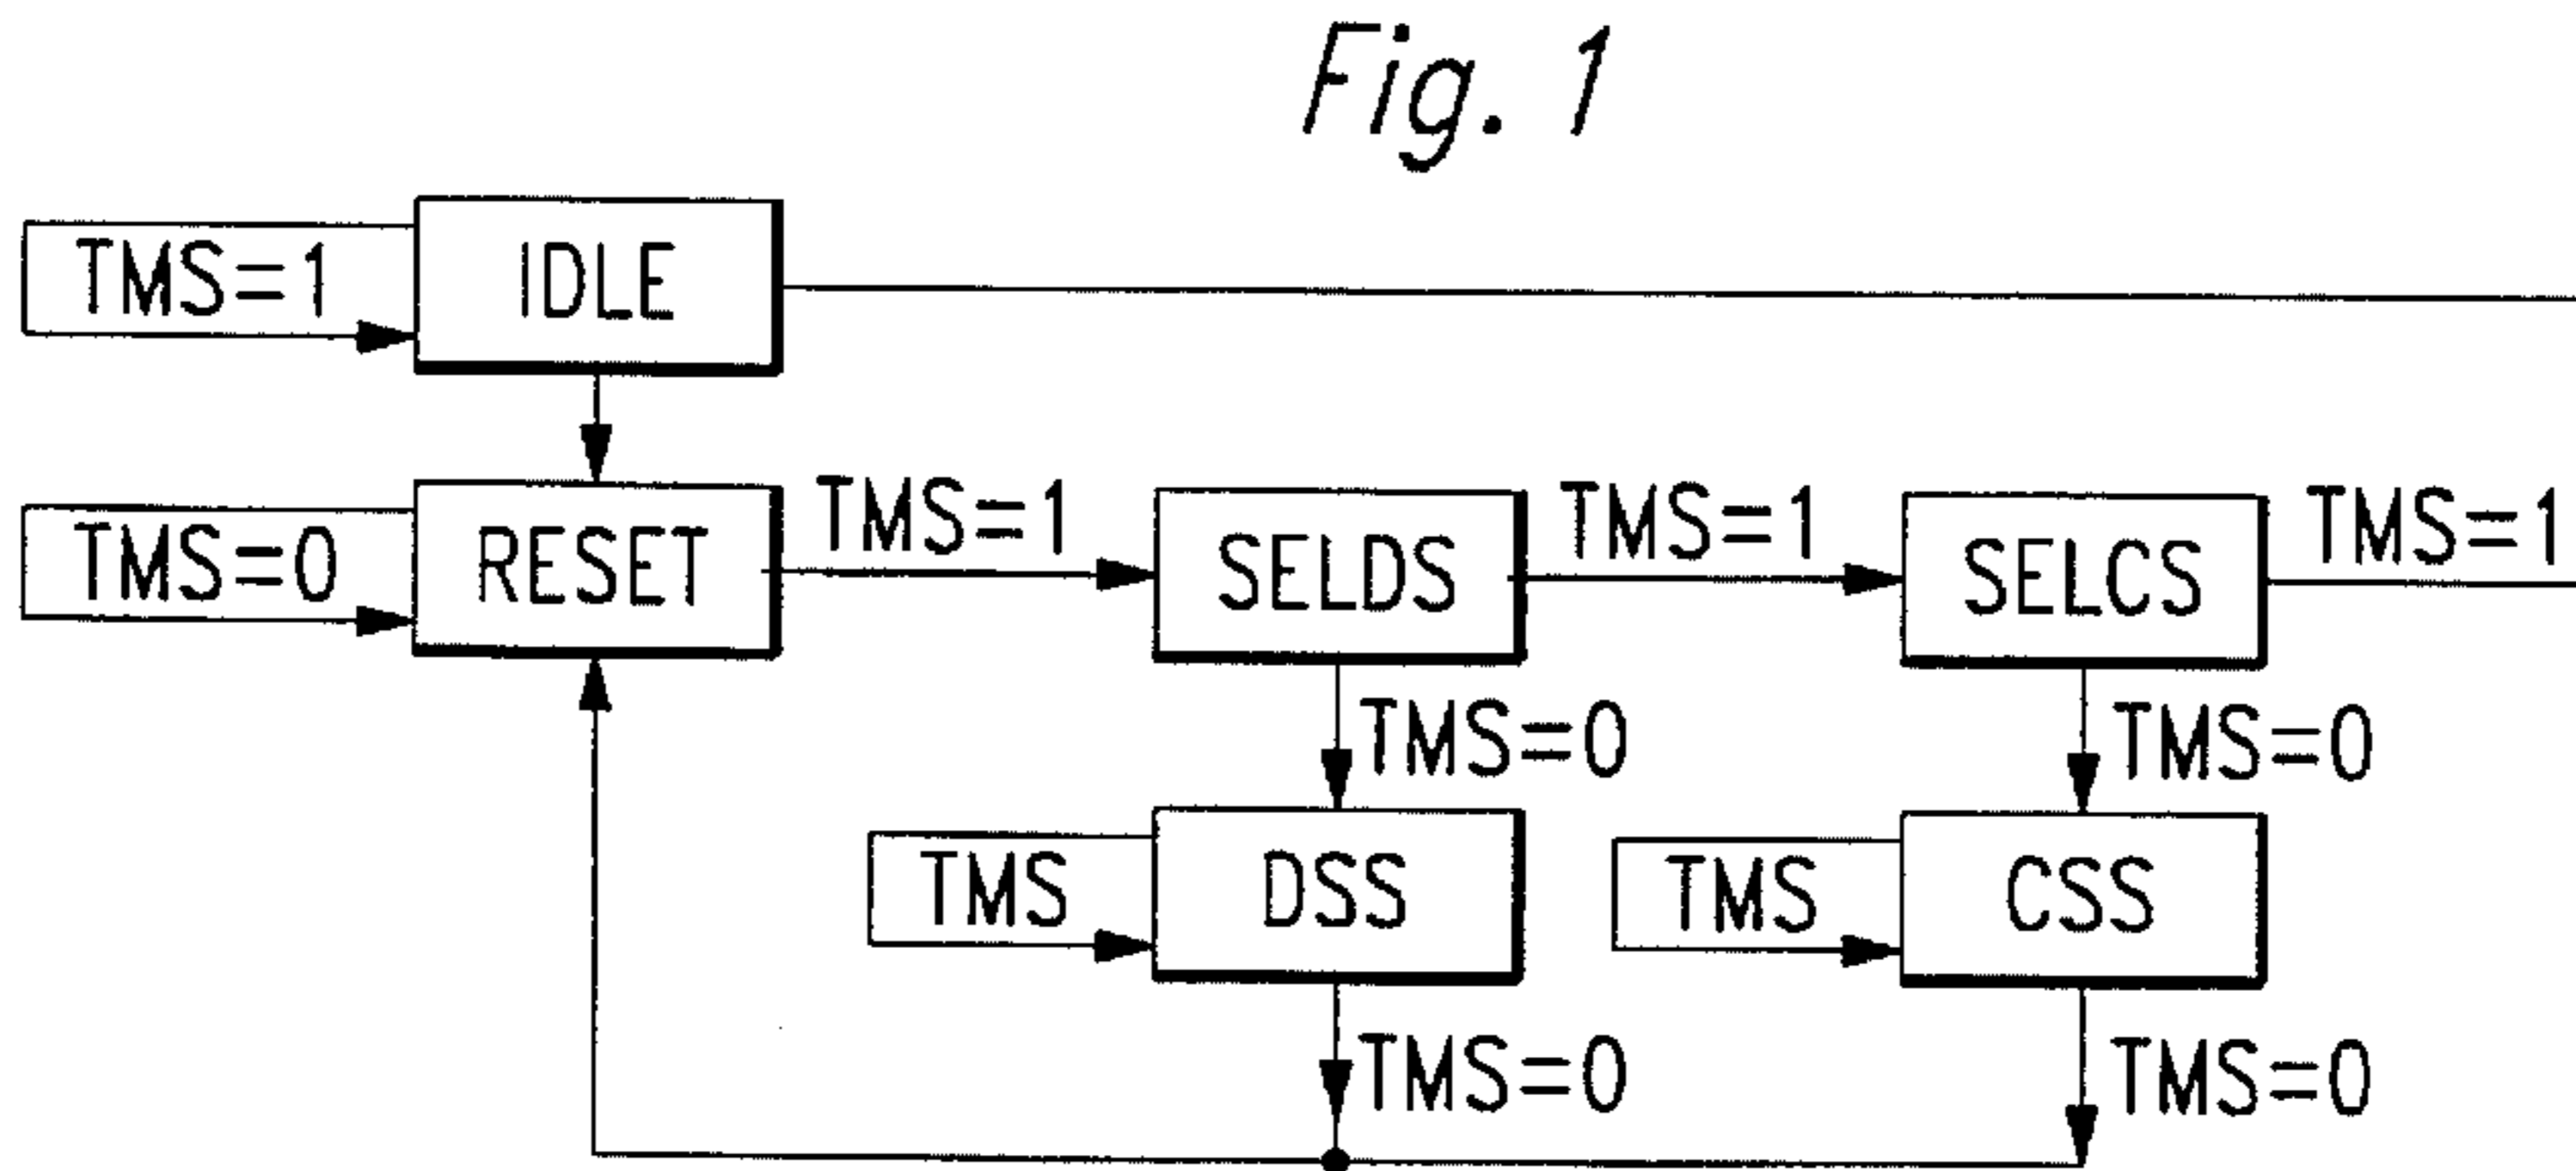 Fig. 1
TMS=1
IDLE
TMS=0
RESET
TMS=1
SELDS
TMS=1
SELCS
TMS=1
TMS=0
TMS=0
TMS
DSS
TMS
CSS
TMS=0
TMS=0